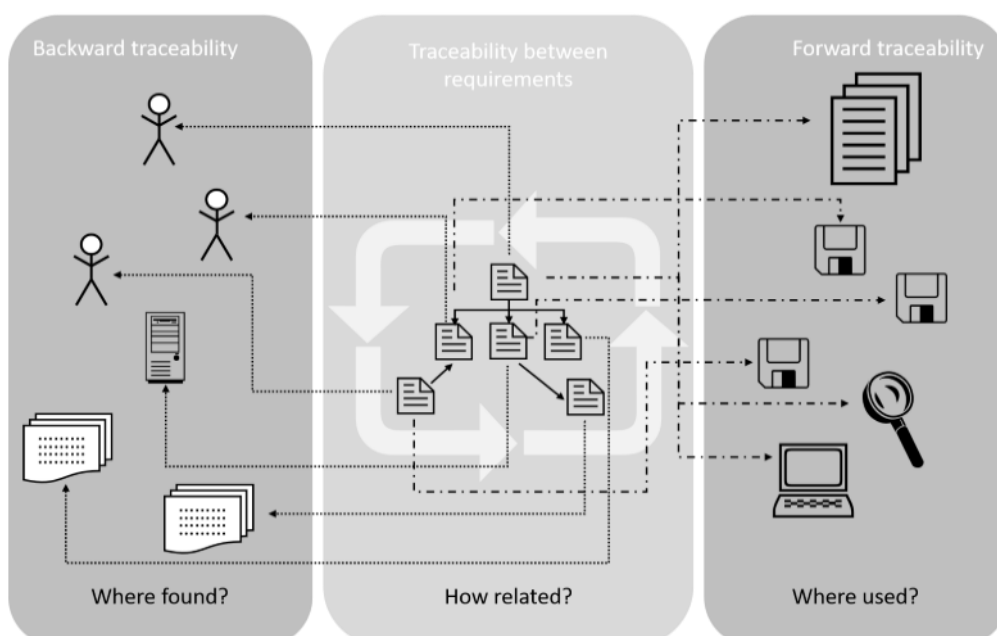 Backward traceability
Traceability between
requirements
Forward traceability
Where found?
How related?
Where used?